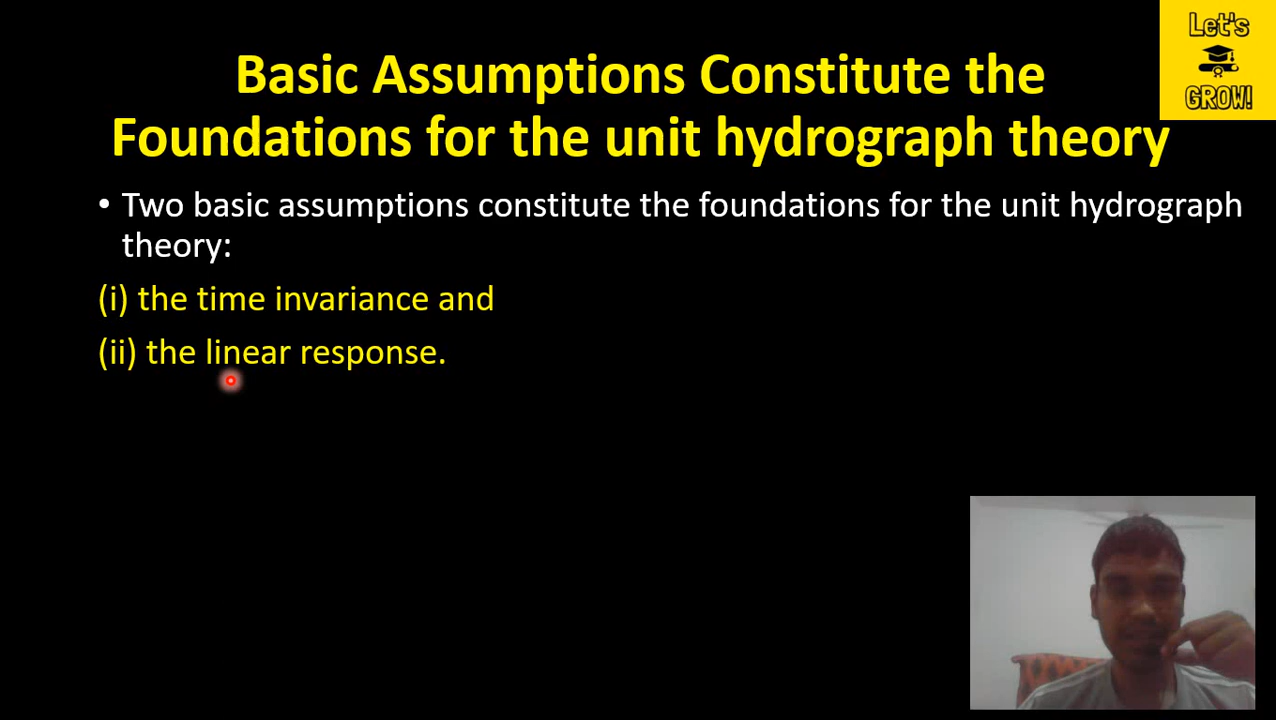 Let's
GROW!
Basic Assumptions Constitute the
Foundations for the unit hydrograph theory
• Two basic assumptions constitute the foundations for the unit hydrograph
theory:
(i) the time invariance and
(ii) the linear response.